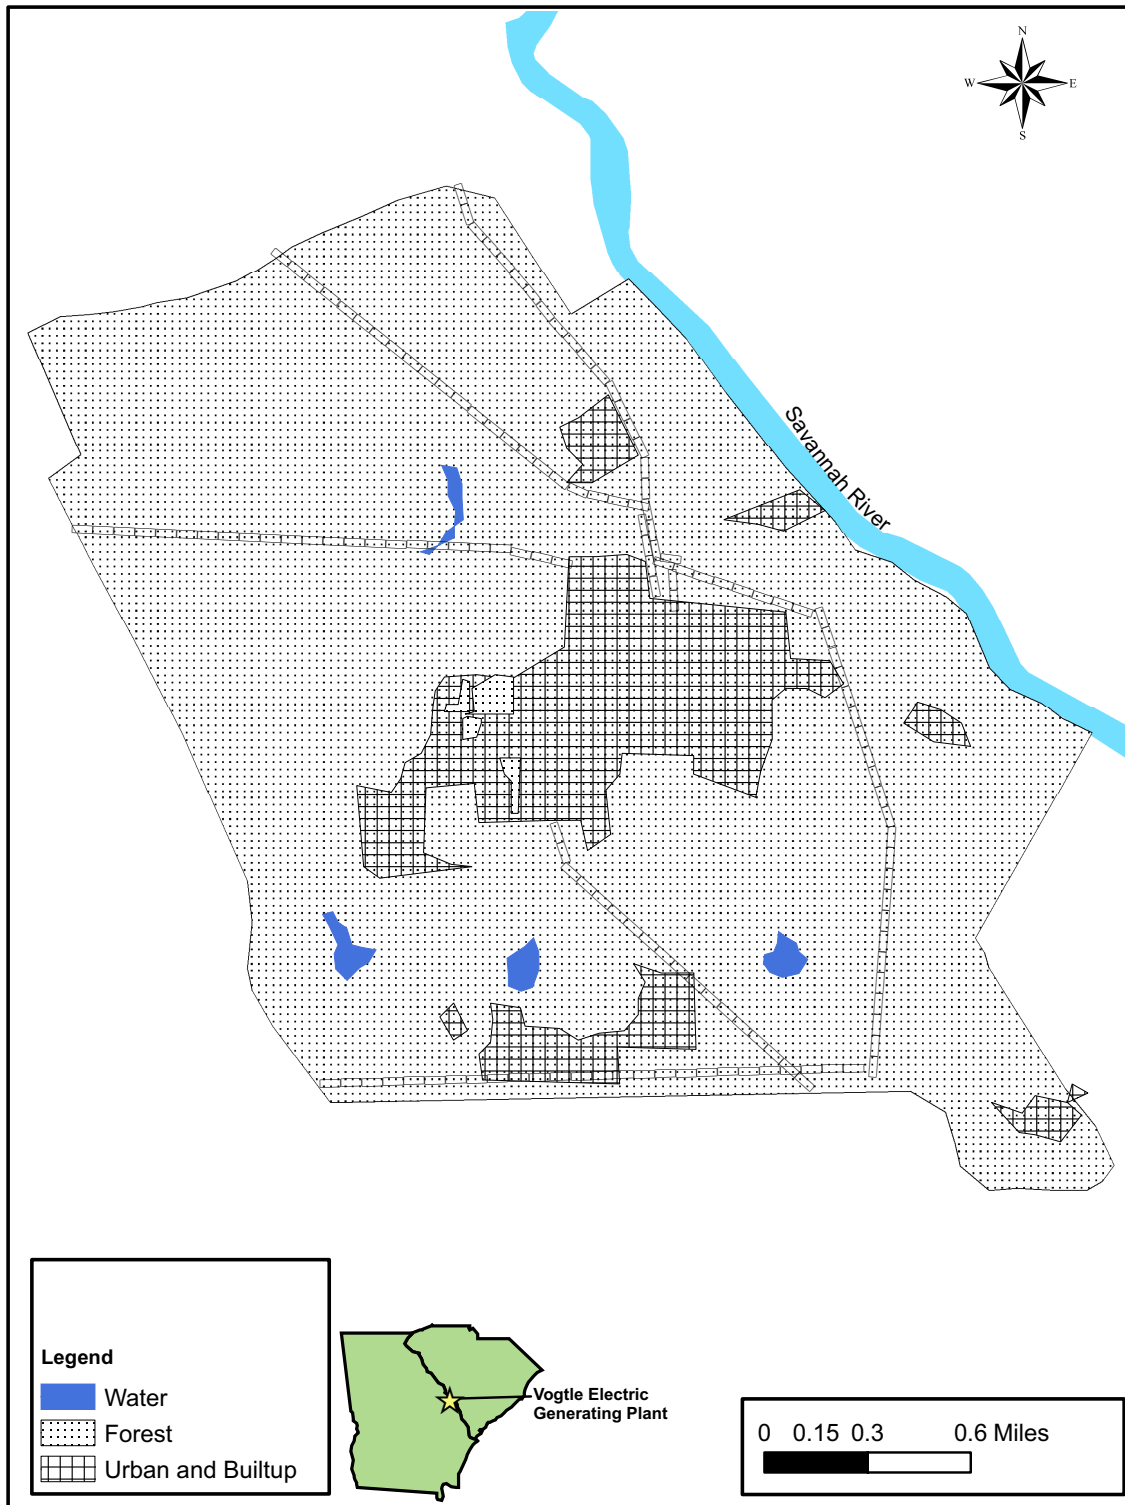 N
W E
S
Savannah River
Legend
Water
Forest
Urban and Builtup
Vogtle Electric
Generating Plant
0 0.15 0.3 0.6 Miles